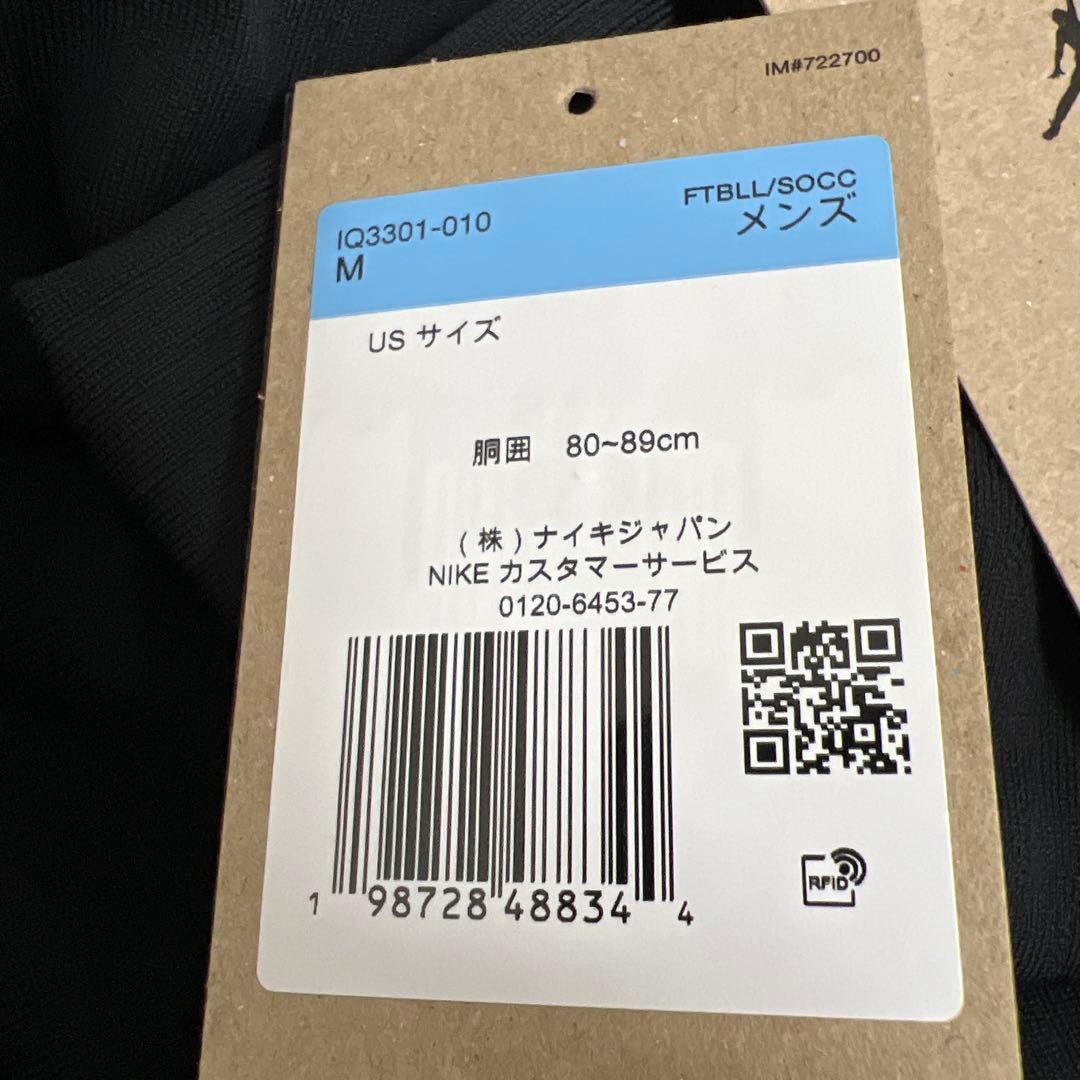 IM#722700
IQ3301-010
FTBLL/SOCC
M
メンズ
US サイズ
胴囲 80~89cm
(株)ナイキジャパン
NIKE カスタマーサービス
0120-6453-77
1 98728 48834 4
RFID